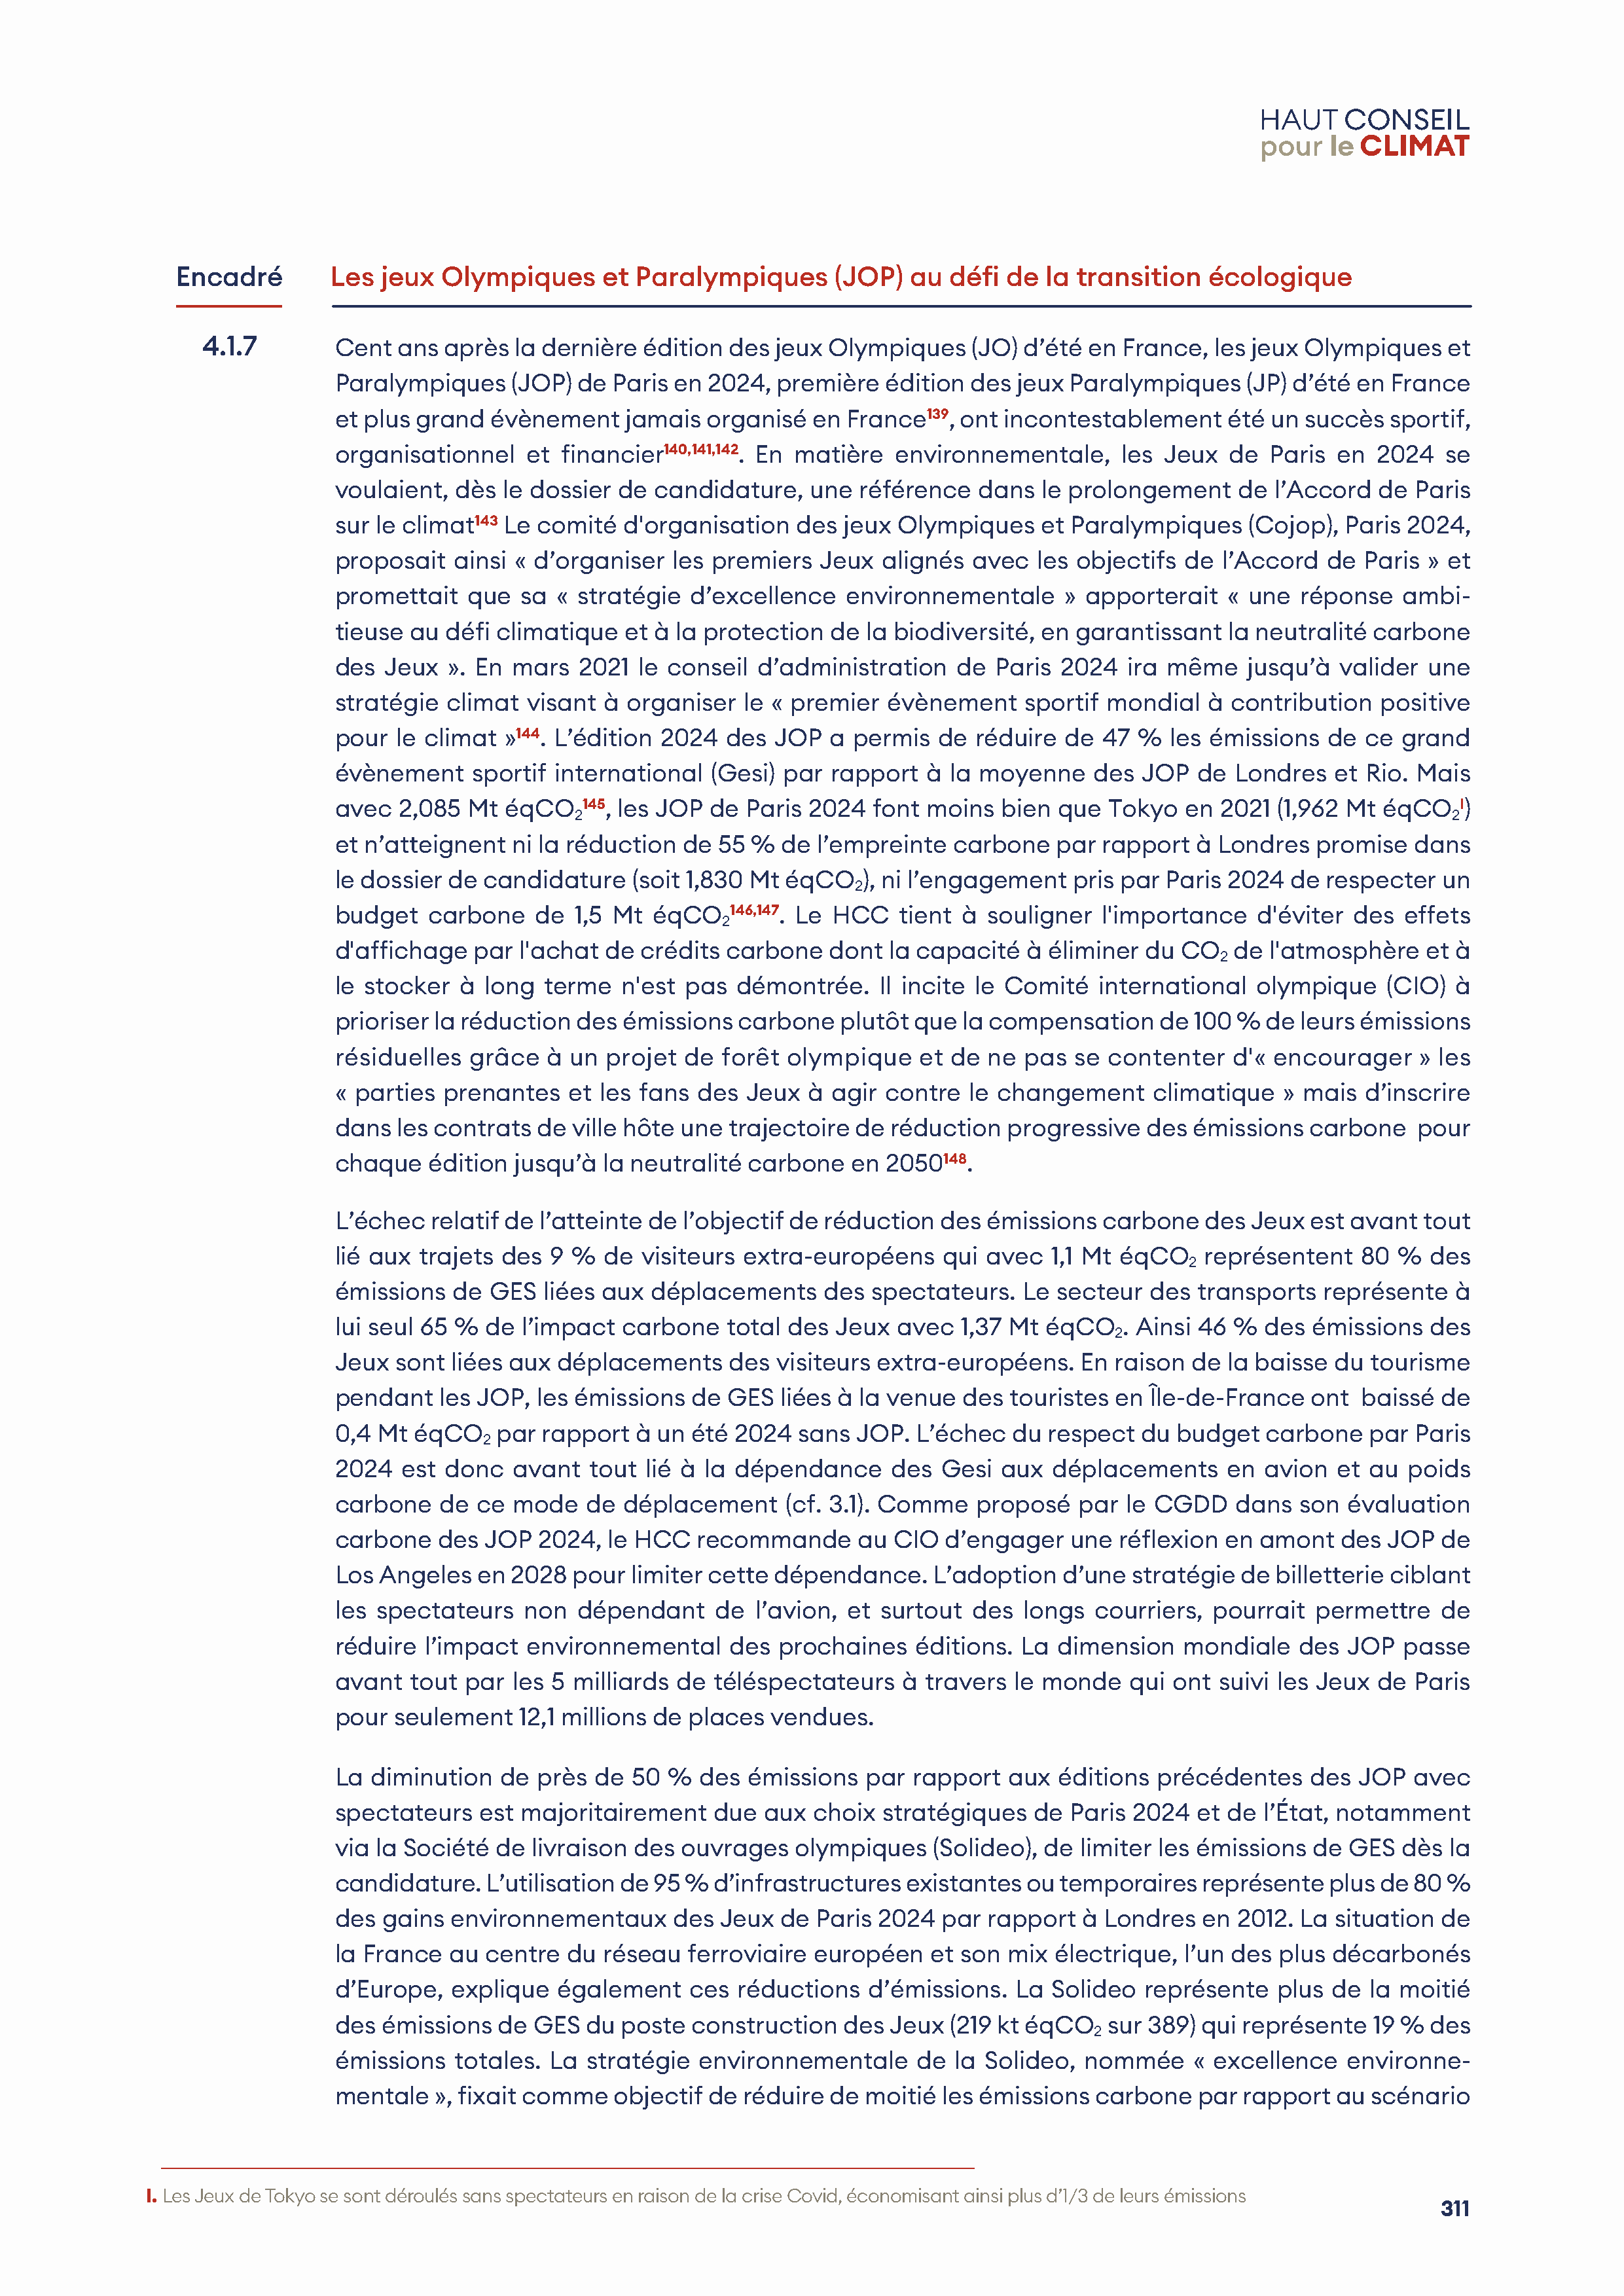 HAUT CONSEIL
pour le CLIMAT
Encadré
Les jeux Olympiques et Paralympiques (JOP) au défi de la transition écologique
4.1.7
Cent ans après la dernière édition des jeux Olympiques (JO) d’été en France, les jeux Olympiques et
Paralympiques (JOP) de Paris en 2024, première édition des jeux Paralympiques (JP) d’été en France
et plus grand évènement jamais organisé en France¹³⁹, ont incontestablement été un succès sportif,
organisationnel et financier¹⁴⁰,¹⁴¹,¹⁴². En matière environnementale, les Jeux de Paris en 2024 se
voulaient, dès le dossier de candidature, une référence dans le prolongement de l’Accord de Paris
sur le climat¹⁴³ Le comité d'organisation des jeux Olympiques et Paralympiques (Cojop), Paris 2024,
proposait ainsi « d’organiser les premiers Jeux alignés avec les objectifs de l’Accord de Paris » et
promettait que sa « stratégie d’excellence environnementale » apporterait « une réponse ambi-
tieuse au défi climatique et à la protection de la biodiversité, en garantissant la neutralité carbone
des Jeux ». En mars 2021 le conseil d’administration de Paris 2024 ira même jusqu’à valider une
stratégie climat visant à organiser le « premier évènement sportif mondial à contribution positive
pour le climat »¹⁴⁴. L’édition 2024 des JOP a permis de réduire de 47 % les émissions de ce grand
évènement sportif international (Gesi) par rapport à la moyenne des JOP de Londres et Rio. Mais
avec 2,085 Mt éqCO₂¹⁴⁵, les JOP de Paris 2024 font moins bien que Tokyo en 2021 (1,962 Mt éqCO₂ᴵ)
et n’atteignent ni la réduction de 55 % de l’empreinte carbone par rapport à Londres promise dans
le dossier de candidature (soit 1,830 Mt éqCO₂), ni l’engagement pris par Paris 2024 de respecter un
budget carbone de 1,5 Mt éqCO₂¹⁴⁶,¹⁴⁷. Le HCC tient à souligner l'importance d'éviter des effets
d'affichage par l'achat de crédits carbone dont la capacité à éliminer du CO₂ de l'atmosphère et à
le stocker à long terme n'est pas démontrée. Il incite le Comité international olympique (CIO) à
prioriser la réduction des émissions carbone plutôt que la compensation de 100 % de leurs émissions
résiduelles grâce à un projet de forêt olympique et de ne pas se contenter d'« encourager » les
« parties prenantes et les fans des Jeux à agir contre le changement climatique » mais d’inscrire
dans les contrats de ville hôte une trajectoire de réduction progressive des émissions carbone pour
chaque édition jusqu’à la neutralité carbone en 2050¹⁴⁸.
L’échec relatif de l’atteinte de l’objectif de réduction des émissions carbone des Jeux est avant tout
lié aux trajets des 9 % de visiteurs extra-européens qui avec 1,1 Mt éqCO₂ représentent 80 % des
émissions de GES liées aux déplacements des spectateurs. Le secteur des transports représente à
lui seul 65 % de l’impact carbone total des Jeux avec 1,37 Mt éqCO₂. Ainsi 46 % des émissions des
Jeux sont liées aux déplacements des visiteurs extra-européens. En raison de la baisse du tourisme
pendant les JOP, les émissions de GES liées à la venue des touristes en Île-de-France ont baissé de
0,4 Mt éqCO₂ par rapport à un été 2024 sans JOP. L’échec du respect du budget carbone par Paris
2024 est donc avant tout lié à la dépendance des Gesi aux déplacements en avion et au poids
carbone de ce mode de déplacement (cf. 3.1). Comme proposé par le CGDD dans son évaluation
carbone des JOP 2024, le HCC recommande au CIO d’engager une réflexion en amont des JOP de
Los Angeles en 2028 pour limiter cette dépendance. L’adoption d’une stratégie de billetterie ciblant
les spectateurs non dépendant de l’avion, et surtout des longs courriers, pourrait permettre de
réduire l’impact environnemental des prochaines éditions. La dimension mondiale des JOP passe
avant tout par les 5 milliards de téléspectateurs à travers le monde qui ont suivi les Jeux de Paris
pour seulement 12,1 millions de places vendues.
La diminution de près de 50 % des émissions par rapport aux éditions précédentes des JOP avec
spectateurs est majoritairement due aux choix stratégiques de Paris 2024 et de l’État, notamment
via la Société de livraison des ouvrages olympiques (Solideo), de limiter les émissions de GES dès la
candidature. L’utilisation de 95 % d’infrastructures existantes ou temporaires représente plus de 80 %
des gains environnementaux des Jeux de Paris 2024 par rapport à Londres en 2012. La situation de
la France au centre du réseau ferroviaire européen et son mix électrique, l’un des plus décarbonés
d’Europe, explique également ces réductions d’émissions. La Solideo représente plus de la moitié
des émissions de GES du poste construction des Jeux (219 kt éqCO₂ sur 389) qui représente 19 % des
émissions totales. La stratégie environnementale de la Solideo, nommée « excellence environne-
mentale », fixait comme objectif de réduire de moitié les émissions carbone par rapport au scénario
I. Les Jeux de Tokyo se sont déroulés sans spectateurs en raison de la crise Covid, économisant ainsi plus d’1/3 de leurs émissions
311